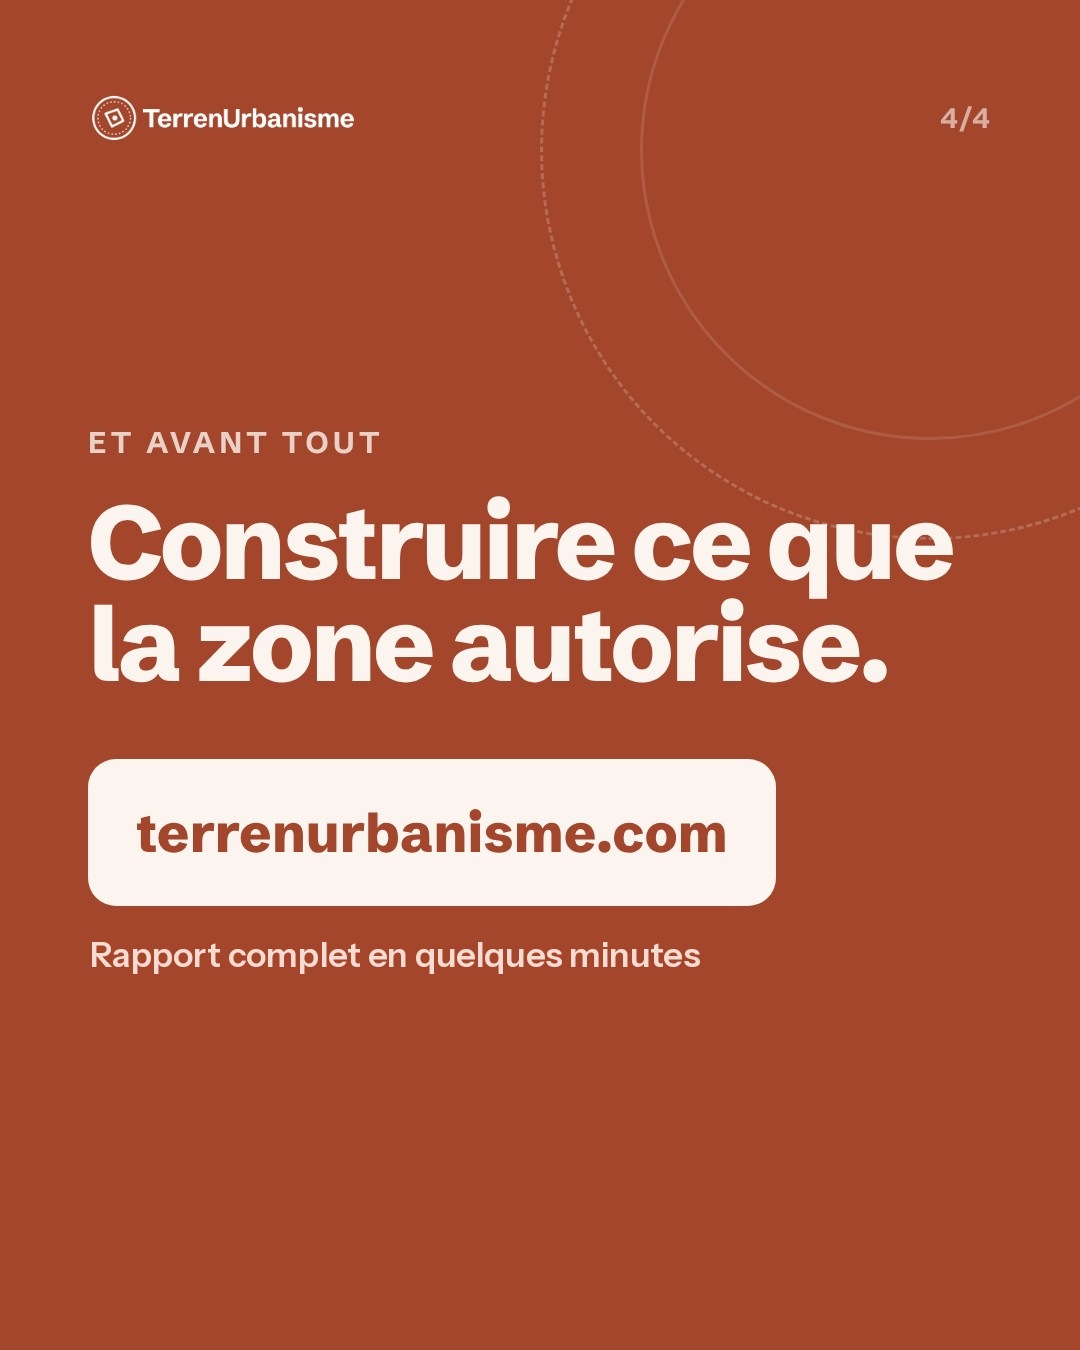 TerrenUrbanisme
4/4
ET AVANT TOUT
Construire ce que
la zone autorise.
terrenurbanisme.com
Rapport complet en quelques minutes